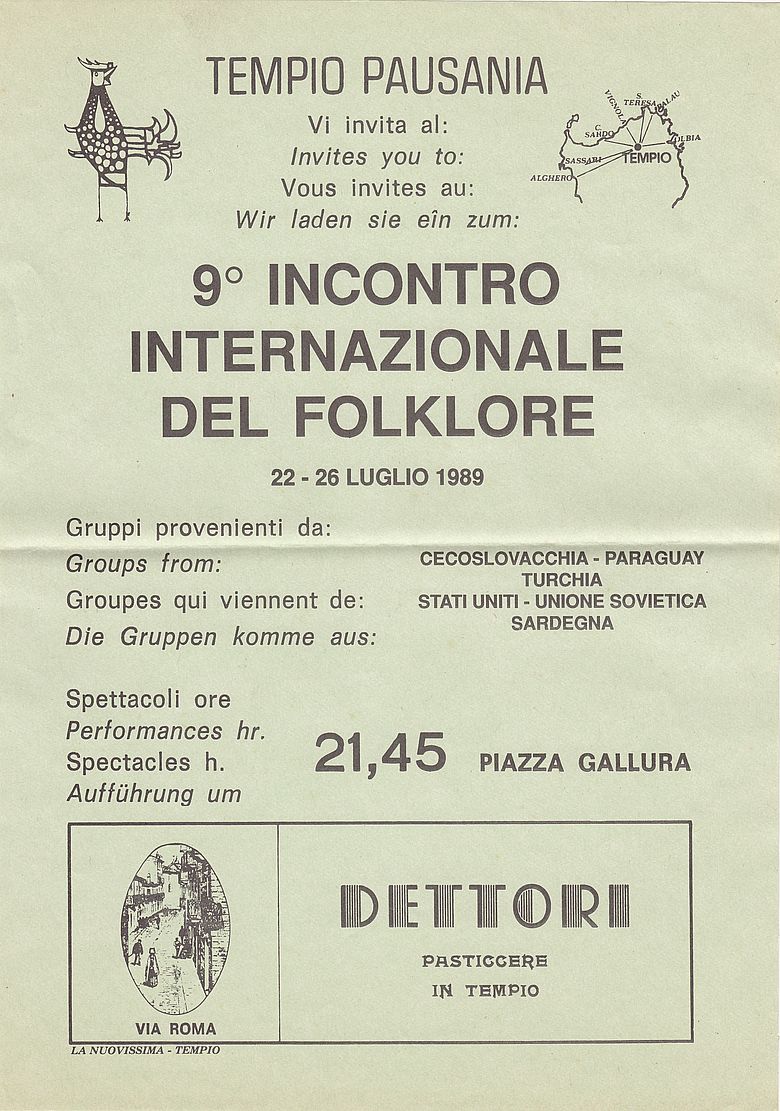 TEMPIO PAUSANIA
Vi invita al:
Invites you to:
Vous invites au:
Wir laden sie eîn zum:
VIGNOLA
S. TERESA
PALAU
C. SARDO
OLBIA
SASSARI
TEMPIO
ALGHERO
9° INCONTRO
INTERNAZIONALE
DEL FOLKLORE
22 - 26 LUGLIO 1989
Gruppi provenienti da:
Groups from:
Groupes qui viennent de:
Die Gruppen komme aus:
CECOSLOVACCHIA - PARAGUAY
TURCHIA
STATI UNITI - UNIONE SOVIETICA
SARDEGNA
Spettacoli ore
Performances hr.
Spectacles h.
Aufführung um
21,45 PIAZZA GALLURA
VIA ROMA
DETTORI
PASTICCERE
IN TEMPIO
LA NUOVISSIMA - TEMPIO